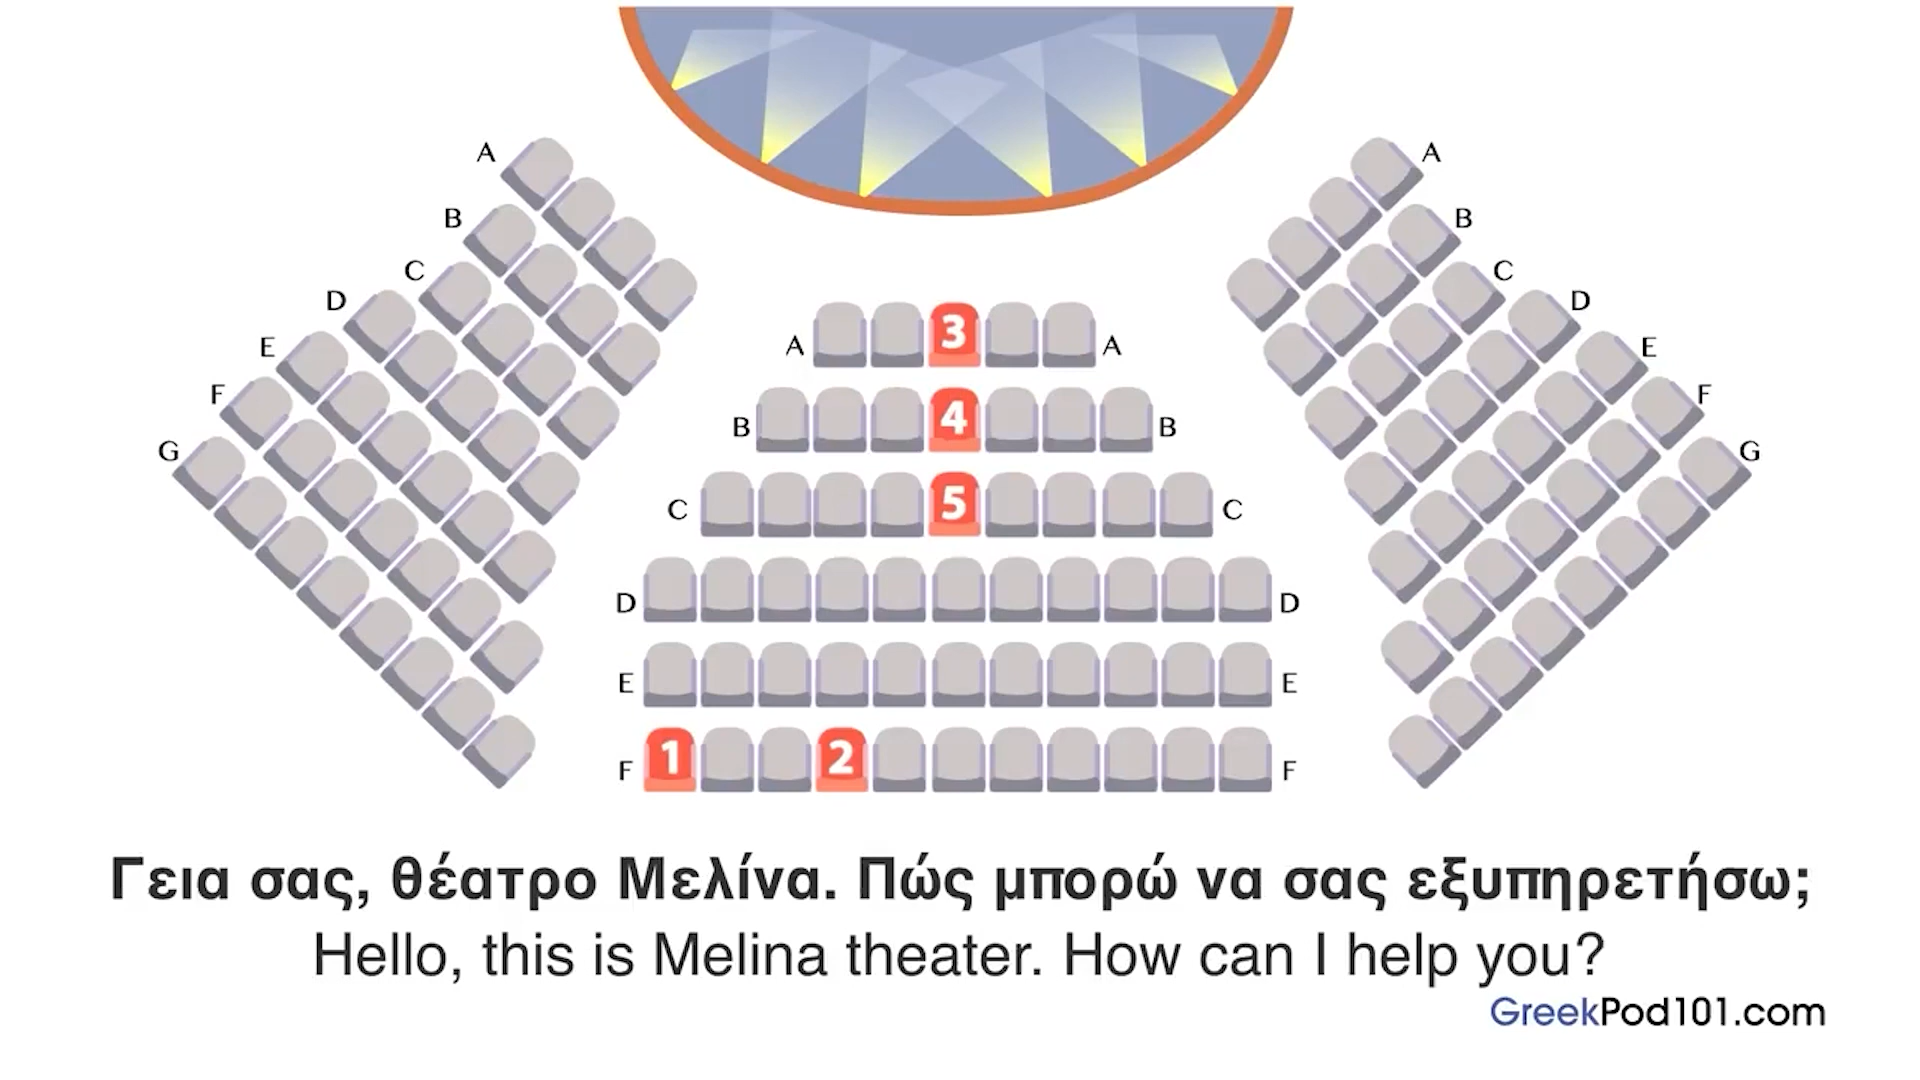 A
A
B
B
C
C
D
D
E
E
F
F
G
G
A 3 A
B 4 B
C 5 C
D D
E E
F 1 2 F
Γεια σας, θέατρο Μελίνα. Πώς μπορώ να σας εξυπηρετήσω;
Hello, this is Melina theater. How can I help you?
GreekPod101.com